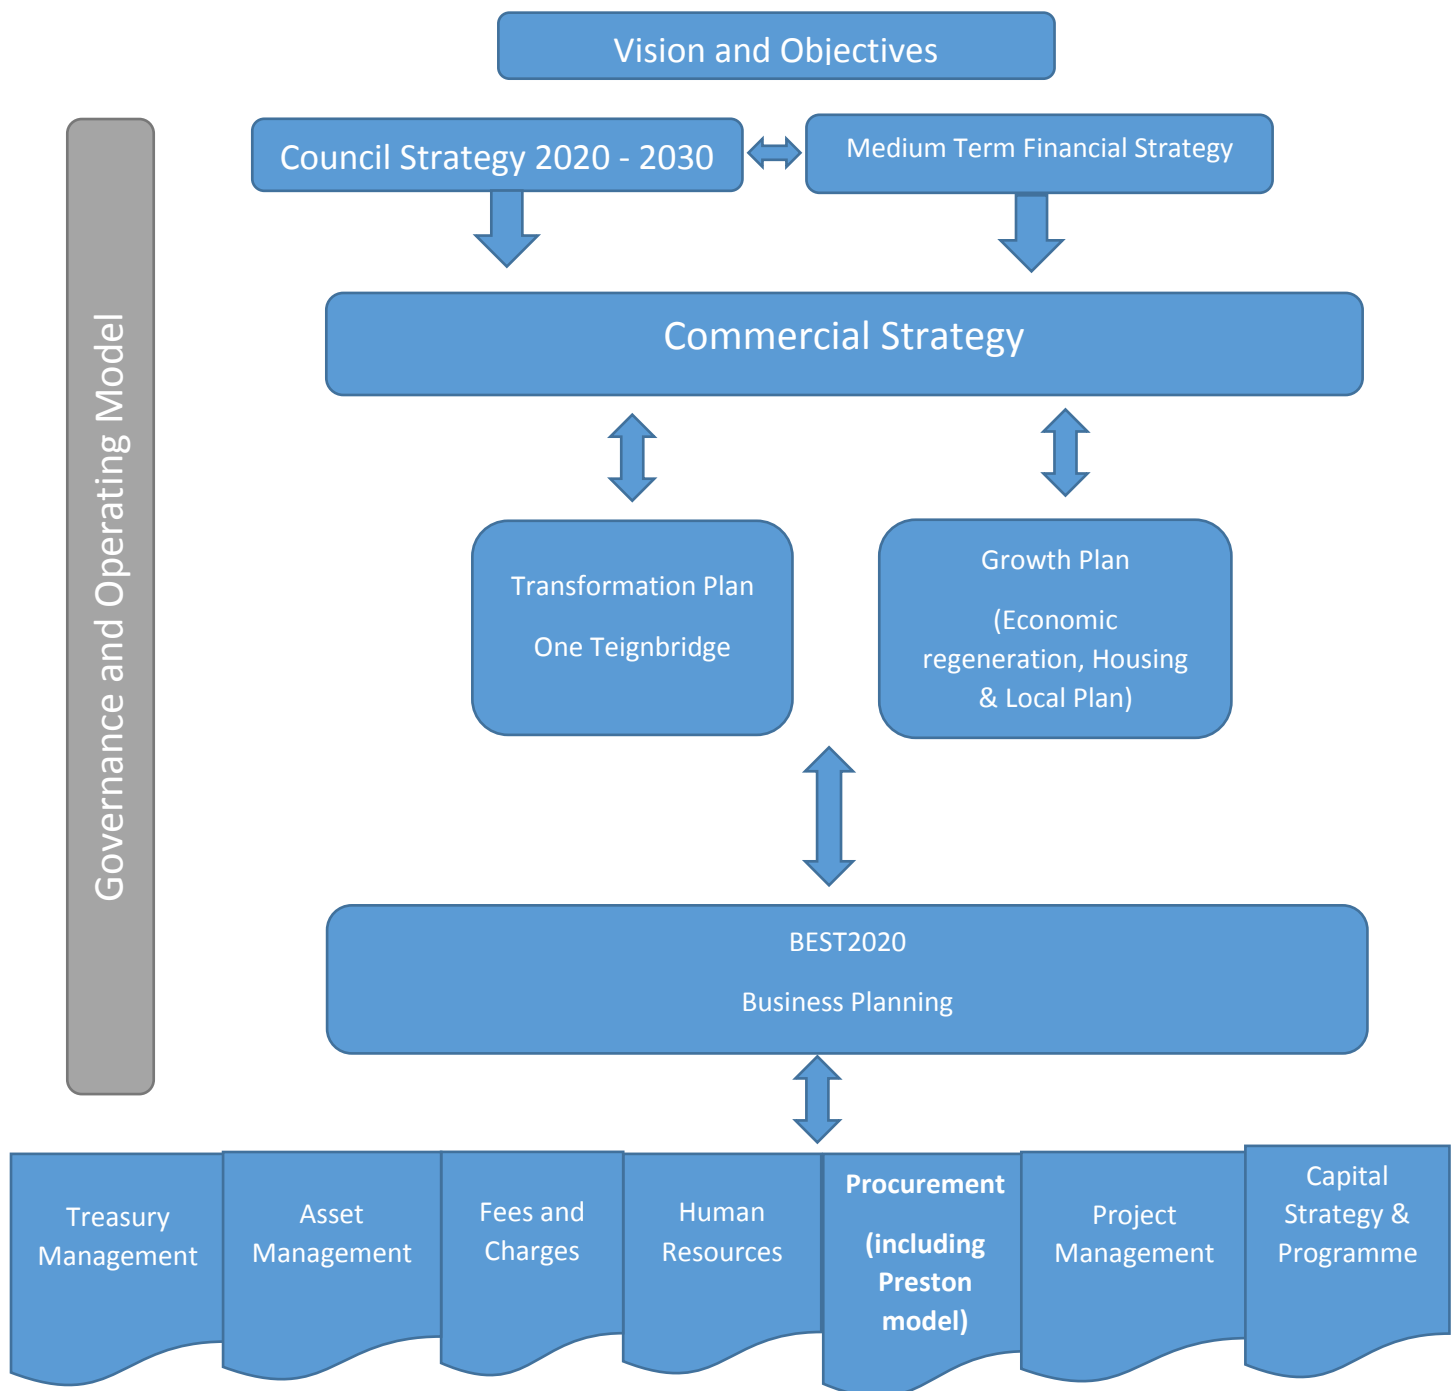 Vision and Objectives
Council Strategy 2020 - 2030
Medium Term Financial Strategy
Governance and Operating Model
Commercial Strategy
Transformation Plan
One Teignbridge
Growth Plan
(Economic
regeneration, Housing
& Local Plan)
BEST2020
Business Planning
Treasury
Management
Asset
Management
Fees and
Charges
Human
Resources
Procurement
(including
Preston
model)
Project
Management
Capital
Strategy &
Programme